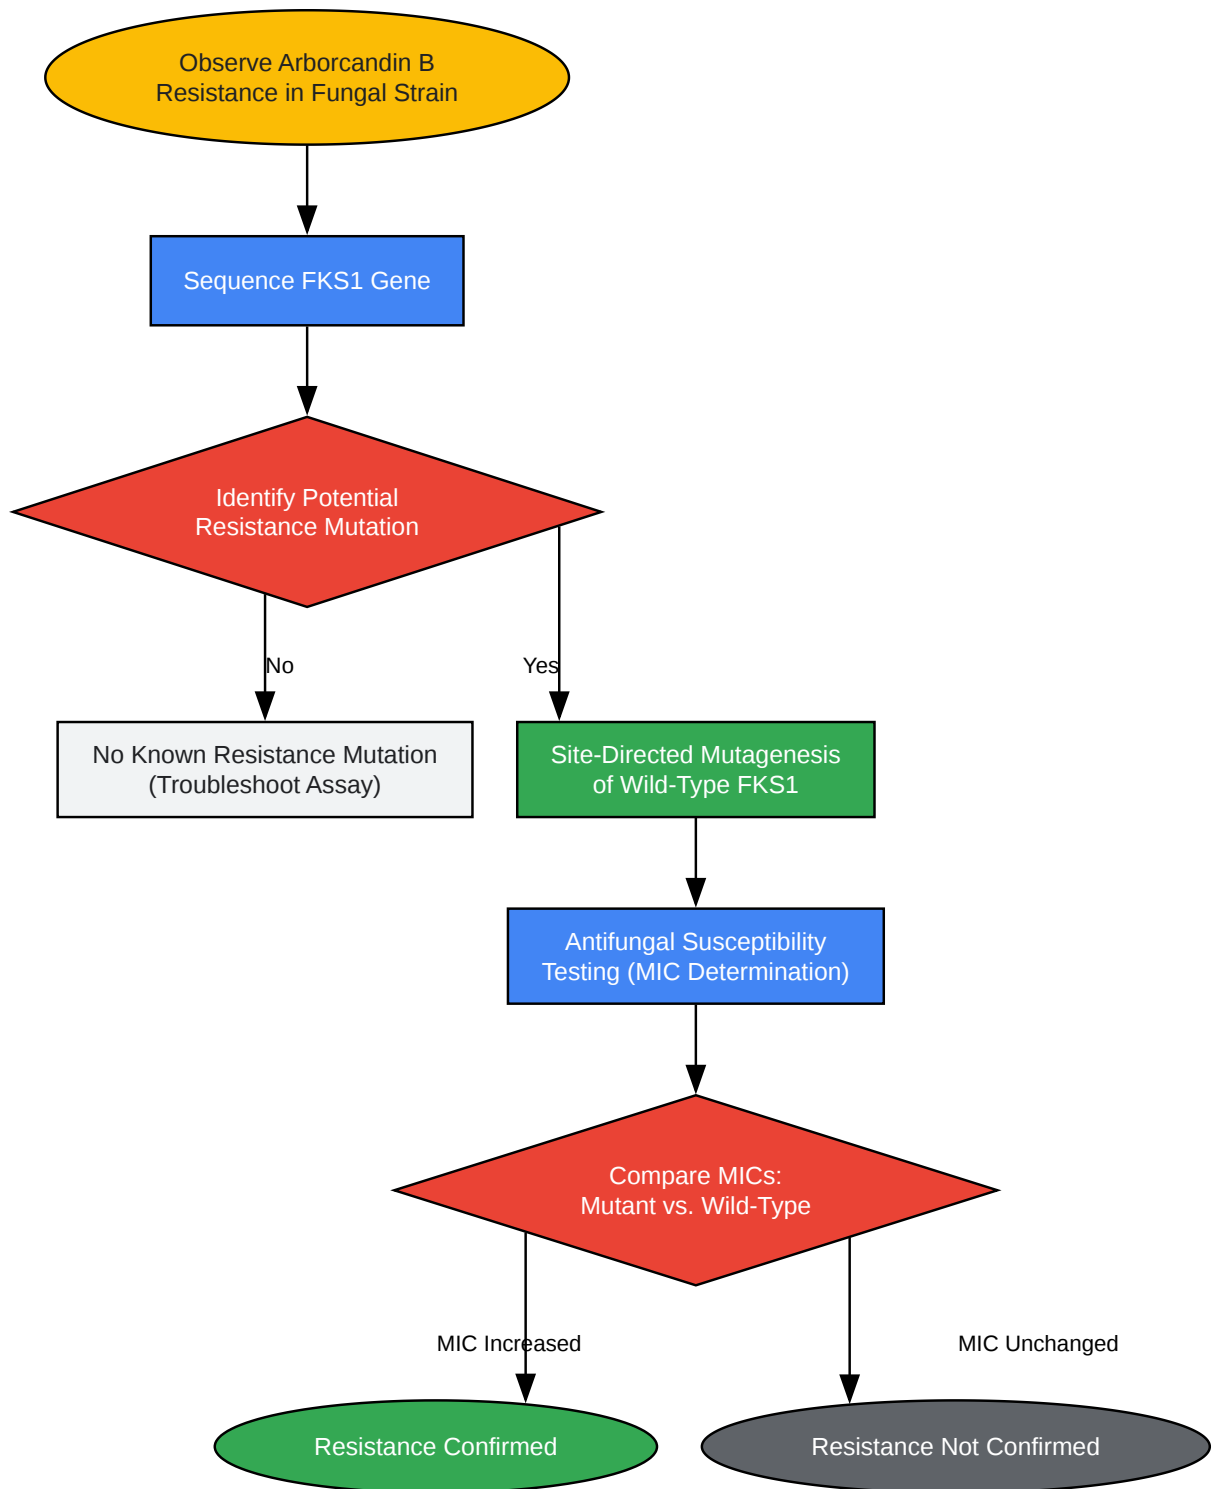 Observe Arborcandin B
Resistance in Fungal Strain
Sequence FKS1 Gene
Identify Potential
Resistance Mutation
No
Yes
No Known Resistance Mutation
(Troubleshoot Assay)
Site-Directed Mutagenesis
of Wild-Type FKS1
Antifungal Susceptibility
Testing (MIC Determination)
Compare MICs:
Mutant vs. Wild-Type
MIC Increased
MIC Unchanged
Resistance Confirmed
Resistance Not Confirmed